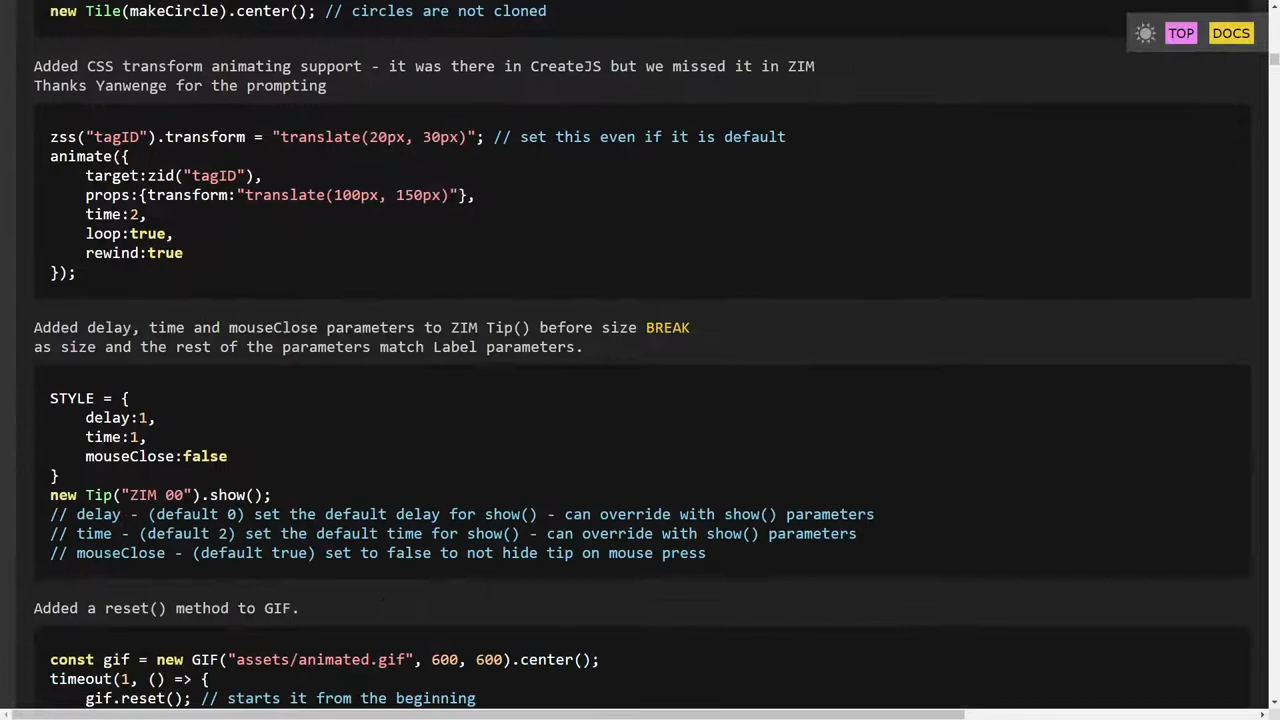 new Tile(makeCircle).center(); // circles are not cloned
TOP DOCS
Added CSS transform animating support - it was there in CreateJS but we missed it in ZIM
Thanks Yanwenge for the prompting
zss("tagID").transform = "translate(20px, 30px)"; // set this even if it is default
animate({
    target:zid("tagID"),
    props:{transform:"translate(100px, 150px)"},
    time:2,
    loop:true,
    rewind:true
});
Added delay, time and mouseClose parameters to ZIM Tip() before size BREAK
as size and the rest of the parameters match Label parameters.
STYLE = {
    delay:1,
    time:1,
    mouseClose:false
}
new Tip("ZIM 00").show();
// delay - (default 0) set the default delay for show() - can override with show() parameters
// time - (default 2) set the default time for show() - can override with show() parameters
// mouseClose - (default true) set to false to not hide tip on mouse press
Added a reset() method to GIF.
const gif = new GIF("assets/animated.gif", 600, 600).center();
timeout(1, () => {
    gif.reset(); // starts it from the beginning